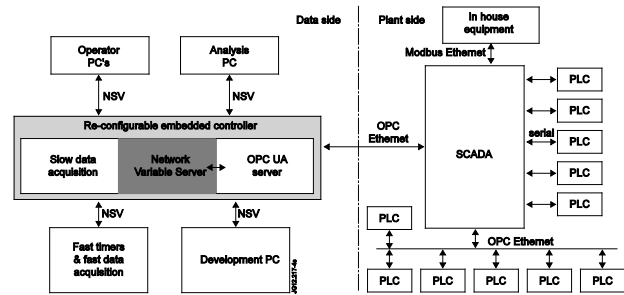 Data side
Plant side
Operator
PC's
Analysis
PC
In house
equipment
NSV
NSV
Modbus Ethernet
Re-configurable embedded controller
Slow data
acquisition
Network
Variable Server
OPC UA
server
OPC
Ethernet
SCADA
serial
PLC
PLC
PLC
PLC
PLC
NSV
NSV
Fast timers
& fast data
acquisition
Development PC
PLC
OPC Ethernet
PLC
PLC
PLC
PLC
PLC